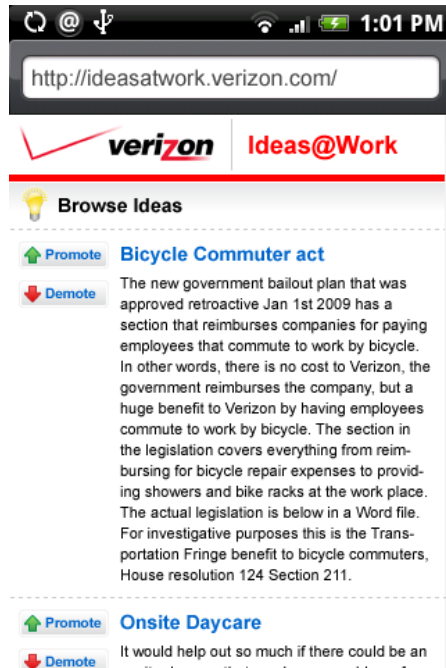 1:01 PM
http://ideasatwork.verizon.com/
verizon Ideas@Work
Browse Ideas
Promote
Demote
Bicycle Commuter act
The new government bailout plan that was
approved retroactive Jan 1st 2009 has a
section that reimburses companies for paying
employees that commute to work by bicycle.
In other words, there is no cost to Verizon, the
government reimburses the company, but a
huge benefit to Verizon by having employees
commute to work by bicycle. The section in
the legislation covers everything from reim-
bursing for bicycle repair expenses to provid-
ing showers and bike racks at the work place.
The actual legislation is below in a Word file.
For investigative purposes this is the Trans-
portation Fringe benefit to bicycle commuters,
House resolution 124 Section 211.
Promote
Demote
Onsite Daycare
It would help out so much if there could be an